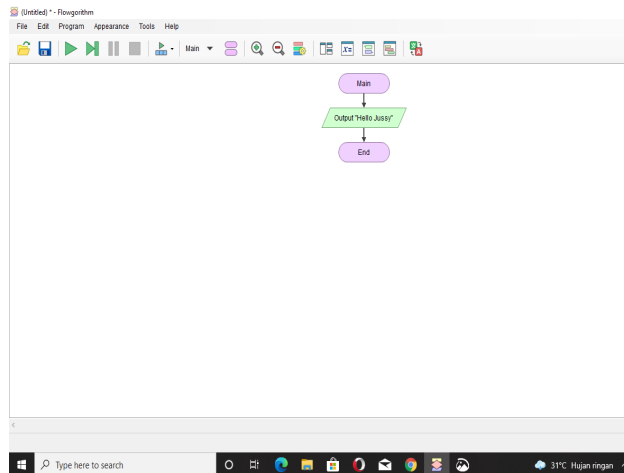 (Untitled) * - Flowgorithm
File Edit Program Appearance Tools Help
Main
Main
Output "Hello Jussy"
End
Type here to search
31°C Hujan ringan